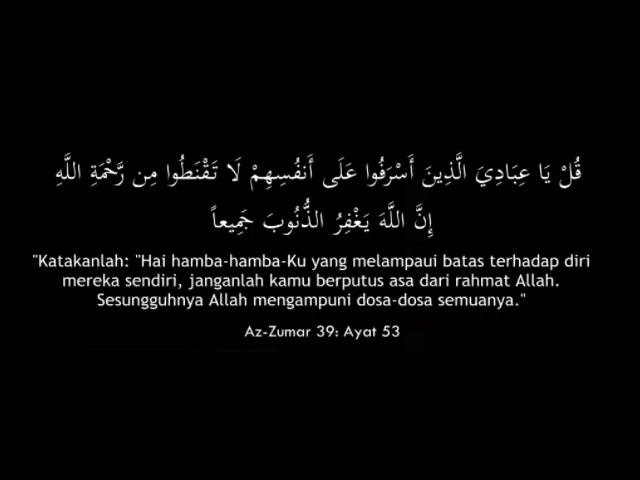 قُلْ يَا عِبَادِيَ الَّذِينَ أَسْرَفُوا عَلَى أَنفُسِهِمْ لَا تَقْنَطُوا مِن رَّحْمَةِ اللَّهِ
إِنَّ اللَّهَ يَغْفِرُ الذُّنُوبَ جَمِيعاً
"Katakanlah: "Hai hamba-hamba-Ku yang melampaui batas terhadap diri
mereka sendiri, janganlah kamu berputus asa dari rahmat Allah.
Sesungguhnya Allah mengampuni dosa-dosa semuanya."
Az-Zumar 39: Ayat 53